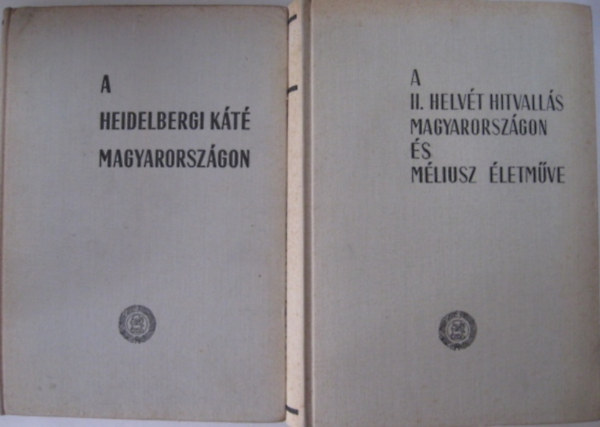 A
HEIDELBERGI KÁTÉ
MAGYARORSZÁGON
A
II. HELVÉT HITVALLÁS
MAGYARORSZÁGON
ÉS
MÉLIUSZ ÉLETMŰVE